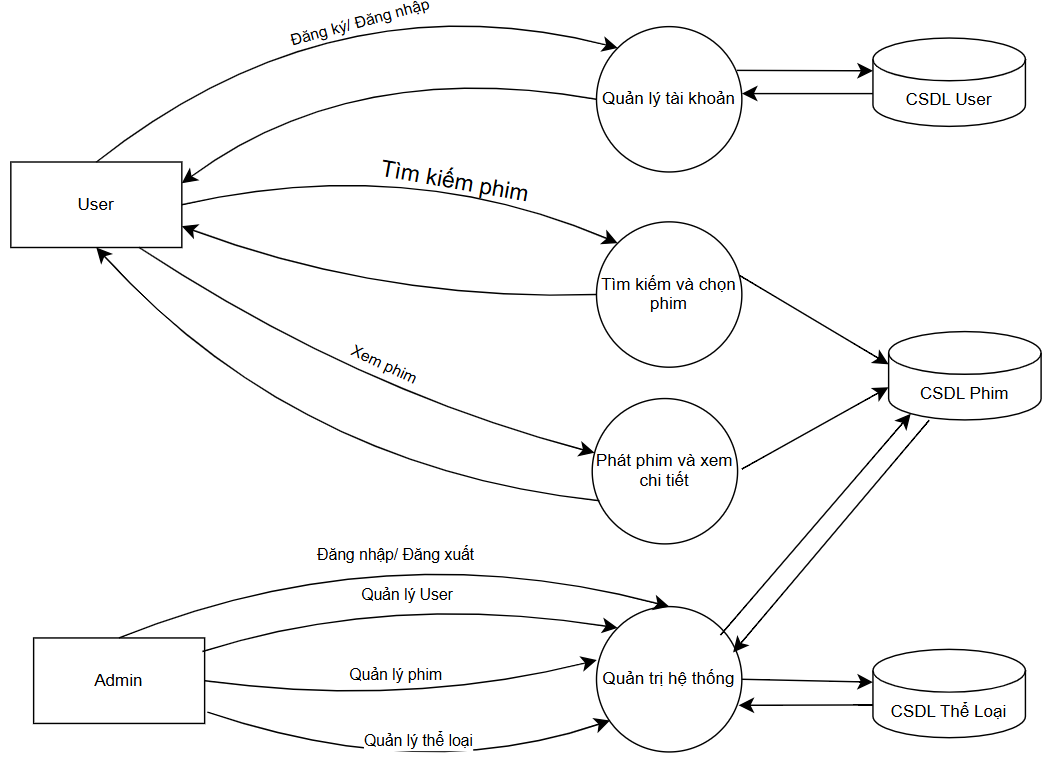 Đăng ký/ Đăng nhập
Quản lý tài khoản
CSDL User
User
Tìm kiếm phim
Tìm kiếm và chọn
phim
Xem phim
CSDL Phim
Phát phim và xem
chi tiết
Đăng nhập/ Đăng xuất
Quản lý User
Admin
Quản lý phim
Quản trị hệ thống
CSDL Thể Loại
Quản lý thể loại